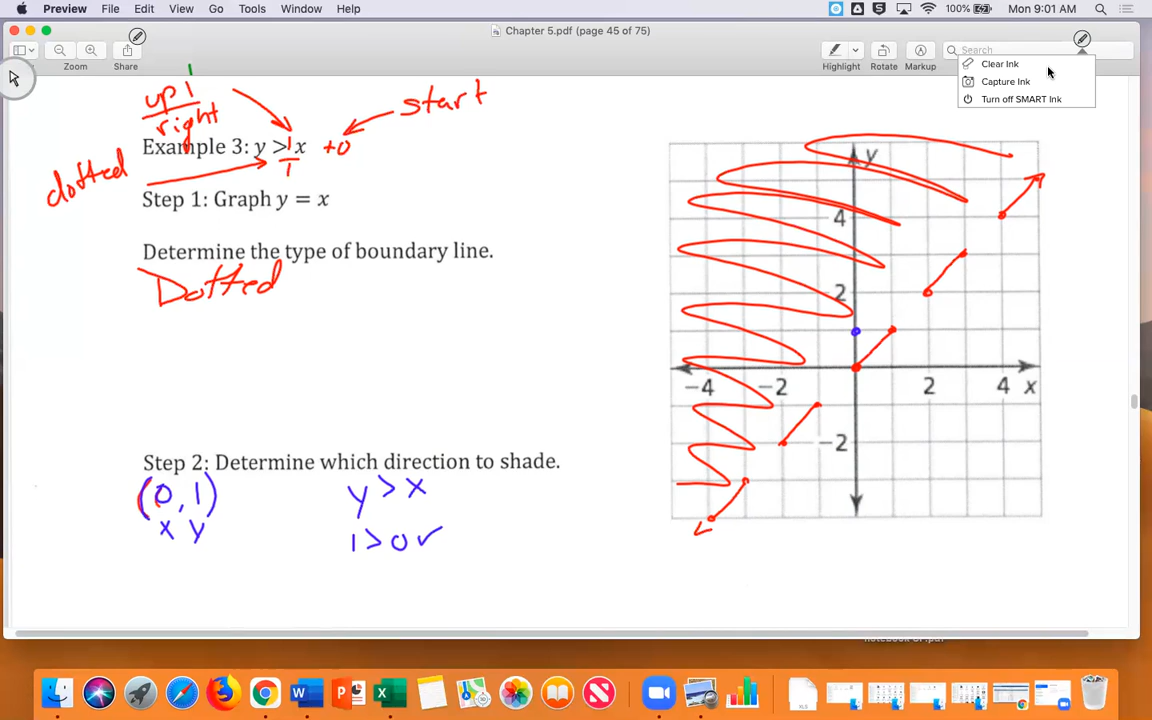 Preview File Edit View Go Tools Window Help 100% Mon 9:01 AM
Chapter 5.pdf (page 45 of 75)
Search
Zoom Share Highlight Rotate Markup
Clear Ink
Capture Ink
Turn off SMART Ink
up 1
right
start
Example 3: y > 1/1 x +0
dotted
Step 1: Graph y = x
Determine the type of boundary line.
Dotted
Step 2: Determine which direction to shade.
(0, 1) y > x
x y
1 > 0 ✓
y
4
2
-4 -2 2 4 x
-2